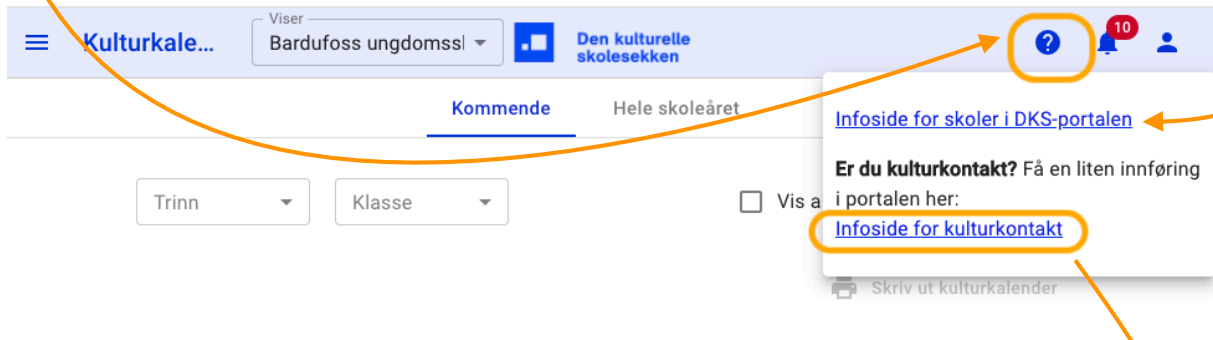 Viser
Kulturkale...
Bardufoss ungdomssl
Den kulturelle
skolesekken
10
Kommende
Hele skoleåret
Infoside for skoler i DKS-portalen
Er du kulturkontakt? Få en liten innføring
i portalen her:
Infoside for kulturkontakt
Trinn
Klasse
Vis a
Skriv ut kulturkalender